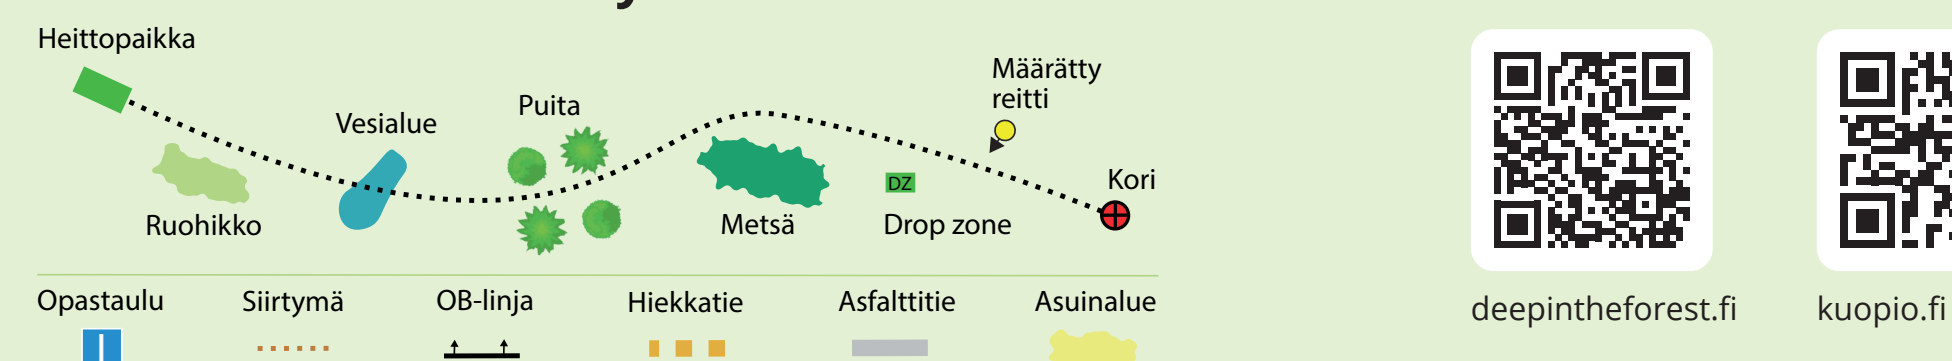 Heittopaikka
Vesialue
Puita
Määrätty
reitti
Ruohikko
Metsä
DZ
Drop zone
Kori
Opastaulu
Siirtymä
OB-linja
Hiekkatie
Asfalttitie
Asuinalue
deepintheforest.fi
kuopio.fi